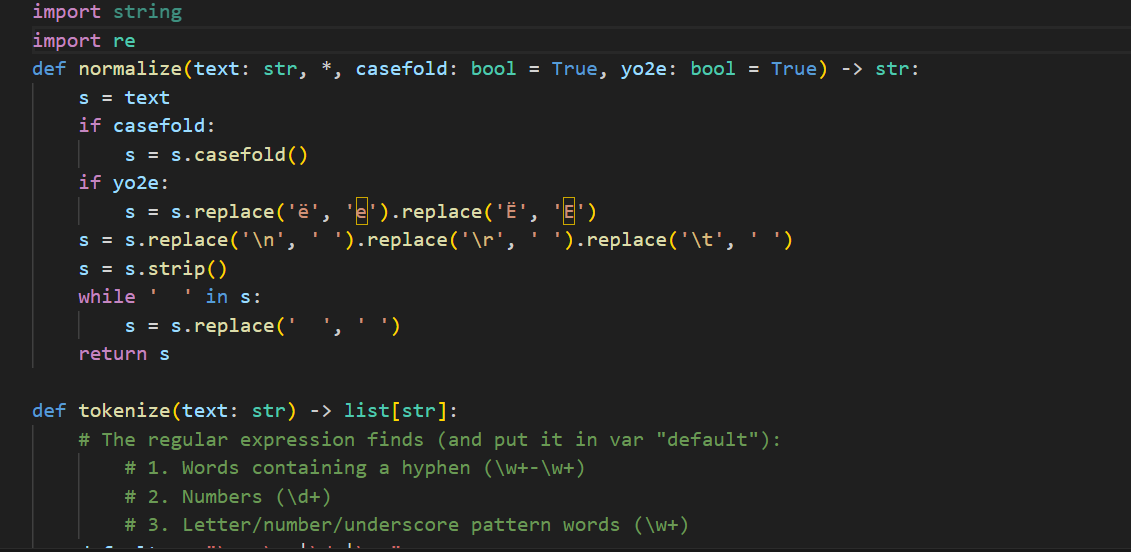 import string
import re
def normalize(text: str, *, casefold: bool = True, yo2e: bool = True) -> str:
    s = text
    if casefold:
        s = s.casefold()
    if yo2e:
        s = s.replace('ё', 'е').replace('Ё', 'Е')
    s = s.replace('\n', ' ').replace('\r', ' ').replace('\t', ' ')
    s = s.strip()
    while '  ' in s:
        s = s.replace('  ', ' ')
    return s

def tokenize(text: str) -> list[str]:
    # The regular expression finds (and put it in var "default"):
        # 1. Words containing a hyphen (\w+-\w+)
        # 2. Numbers (\d+)
        # 3. Letter/number/underscore pattern words (\w+)